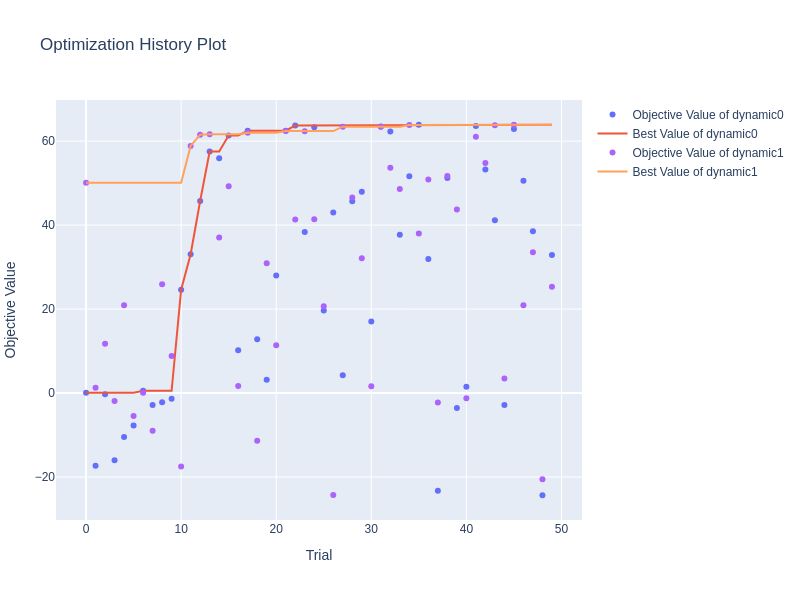 Optimization History Plot
Objective Value of dynamic0
Best Value of dynamic0
Objective Value of dynamic1
Best Value of dynamic1
60
40
20
0
−20
Objective Value
0 10 20 30 40 50
Trial